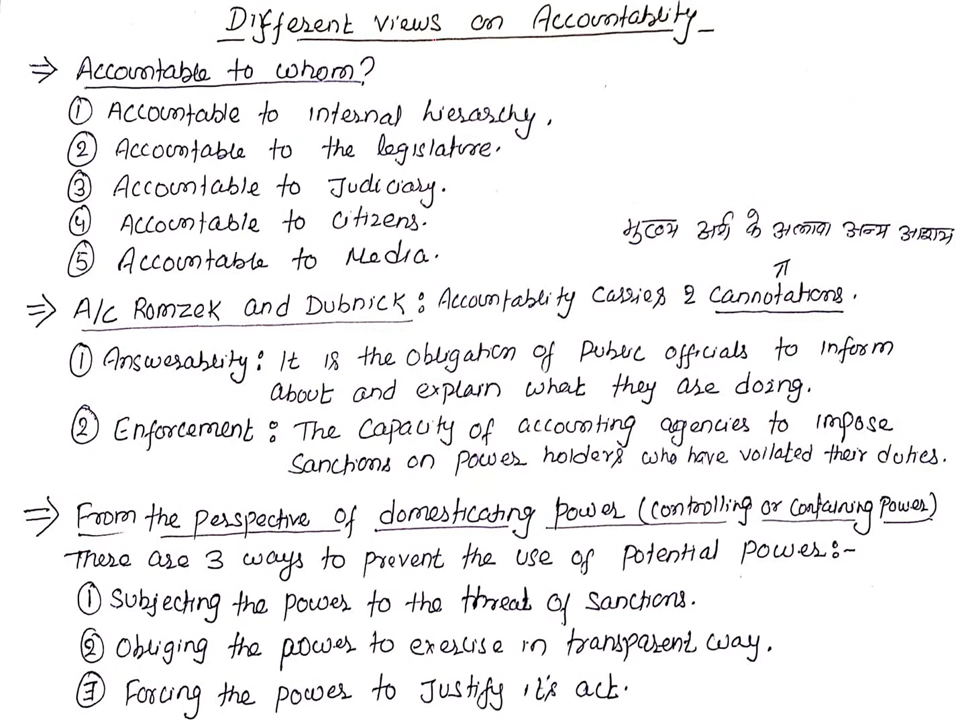 Different views on Accountablity
⇒ Accountable to whom?
① Accountable to internal hierarchy.
② Accountable to the legislature.
③ Accountable to Judiciary.
④ Accountable to citizens.
मुख्य अर्थ के अलावा अन्य आयाम
⑤ Accountable to Media.
⇒ A/c Romzek and Dubnick: Accountablity carries 2 cannotations.
① Answerablity: It is the obligation of public officials to inform
about and explain what they are doing.
② Enforcement: The capacity of accounting agencies to impose
sanctions on power holders who have voilated their duties.
⇒ From the perspective of domesticating power (controlling or containing power)
There are 3 ways to prevent the use of potential power:-
① Subjecting the power to the threat of sanctions.
② Obliging the power to exercise in transparent way.
③ Forcing the power to Justify it's act.